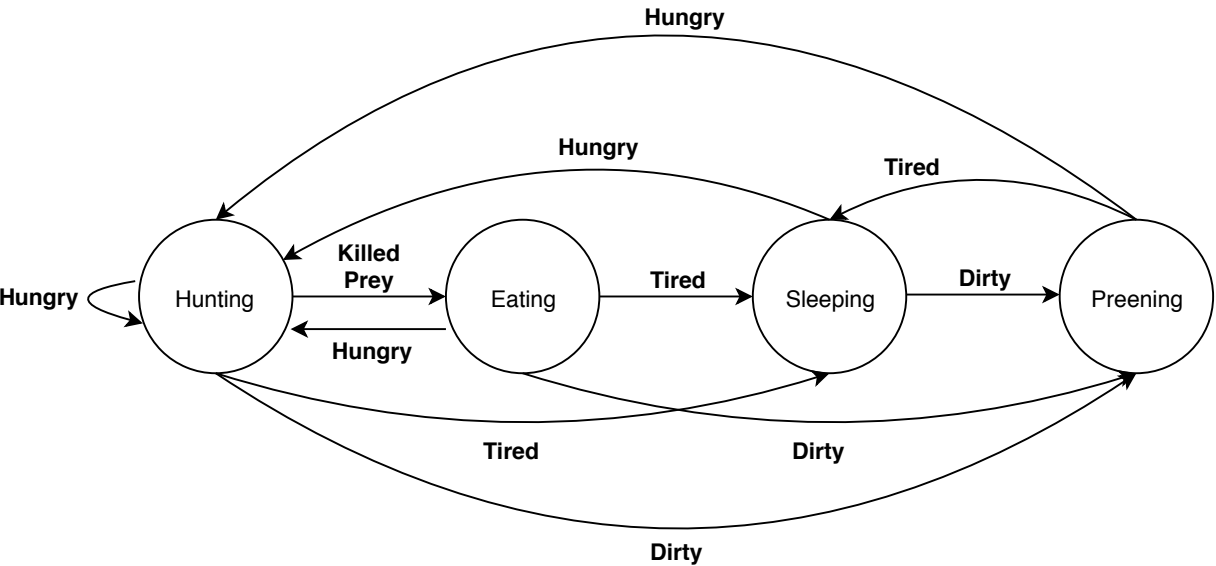 Hungry
Hungry
Tired
Killed
Prey
Hungry
Hunting
Eating
Tired
Sleeping
Dirty
Preening
Hungry
Tired
Dirty
Dirty